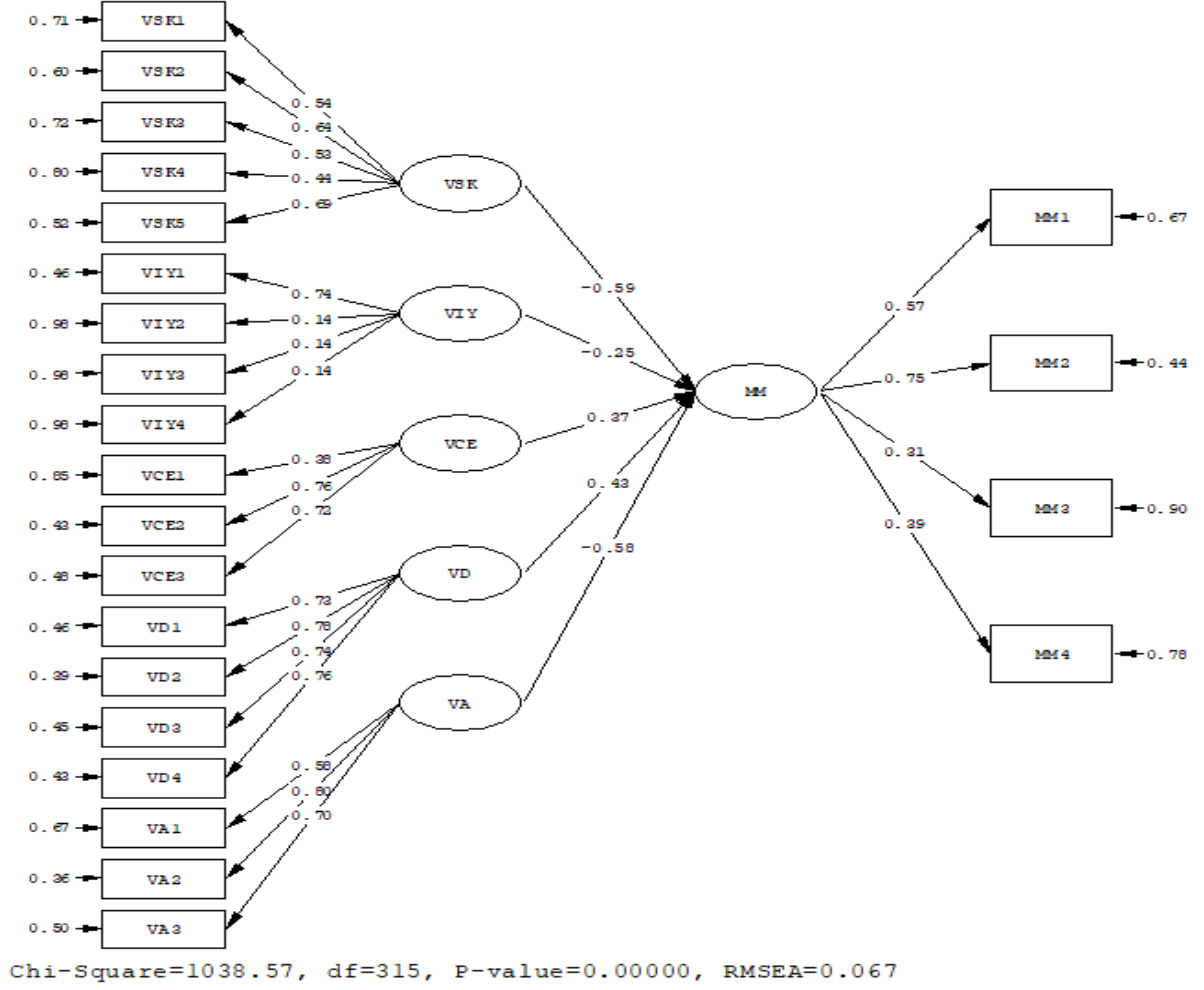 0.71 VSK1
0.60 VSK2
0.72 VSK3
0.80 VSK4
0.52 VSK5
0.46 VIY1
0.98 VIY2
0.98 VIY3
0.98 VIY4
0.85 VCE1
0.43 VCE2
0.48 VCE3
0.46 VD1
0.39 VD2
0.45 VD3
0.43 VD4
0.67 VA1
0.36 VA2
0.50 VA3
0.54
0.64
0.53
0.44
0.69
0.74
0.14
0.14
0.14
0.38
0.76
0.72
0.73
0.78
0.74
0.76
0.58
0.80
0.70
VSK
VIY
VCE
VD
VA
-0.59
-0.25
0.37
0.43
-0.58
MM
0.57
0.75
0.31
0.39
MM1 0.67
MM2 0.44
MM3 0.90
MM4 0.78
Chi-Square=1038.57, df=315, P-value=0.00000, RMSEA=0.067